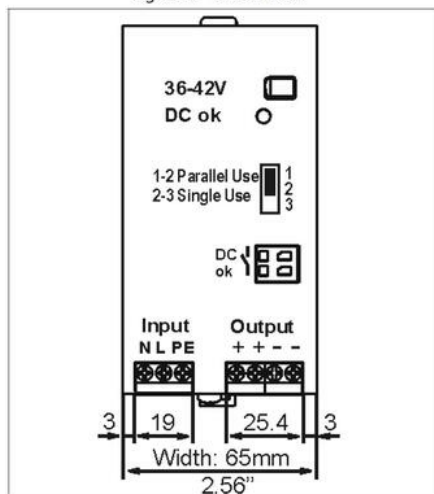 36-42V
DC ok
1-2 Parallel Use 1
2-3 Single Use 2
3
DC
ok
Input Output
N L PE + + - -
3 19 25.4 3
Width: 65mm
2.56"